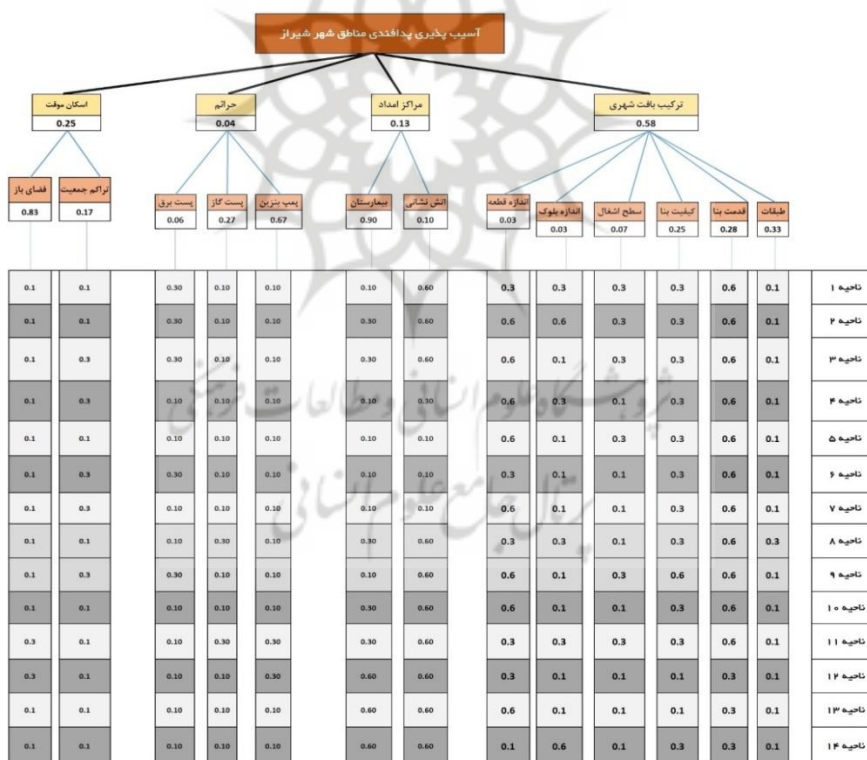 آسیب پذیری پدافندی مناطق شهر شیراز
ترکیب بافت شهری مراکز امداد حرائم اسکان موقت
0.58 0.13 0.04 0.25
طبقات قدمت بنا کیفیت بنا سطح اشغال اندازه بلوک اندازه قطعه آتش نشانی بیمارستان پمپ بنزین پست گاز پست برق تراکم جمعیت فضای باز
0.33 0.28 0.25 0.07 0.03 0.03 0.10 0.90 0.67 0.27 0.06 0.17 0.83
ناحیه ۱ 0.1 0.6 0.3 0.3 0.3 0.3 0.60 0.10 0.10 0.10 0.30 0.1 0.1
ناحیه ۲ 0.1 0.6 0.3 0.3 0.6 0.6 0.60 0.30 0.10 0.10 0.30 0.1 0.1
ناحیه ۳ 0.1 0.6 0.3 0.3 0.1 0.6 0.60 0.30 0.10 0.10 0.30 0.3 0.1
ناحیه ۴ 0.1 0.6 0.3 0.1 0.3 0.6 0.30 0.10 0.10 0.10 0.10 0.3 0.1
ناحیه ۵ 0.1 0.6 0.3 0.3 0.1 0.6 0.10 0.10 0.10 0.10 0.10 0.1 0.1
ناحیه ۶ 0.1 0.6 0.3 0.1 0.1 0.3 0.10 0.10 0.10 0.10 0.30 0.3 0.1
ناحیه ۷ 0.1 0.6 0.3 0.1 0.1 0.6 0.10 0.10 0.10 0.10 0.10 0.3 0.1
ناحیه ۸ 0.3 0.6 0.3 0.1 0.3 0.3 0.60 0.30 0.10 0.30 0.10 0.1 0.1
ناحیه ۹ 0.1 0.6 0.6 0.3 0.1 0.6 0.60 0.10 0.10 0.10 0.30 0.3 0.1
ناحیه ۱۰ 0.1 0.6 0.3 0.1 0.1 0.6 0.60 0.30 0.10 0.10 0.10 0.1 0.1
ناحیه ۱۱ 0.1 0.6 0.3 0.3 0.3 0.3 0.60 0.30 0.30 0.30 0.10 0.1 0.3
ناحیه ۱۲ 0.1 0.3 0.1 0.1 0.1 0.3 0.60 0.60 0.30 0.10 0.10 0.1 0.3
ناحیه ۱۳ 0.1 0.3 0.1 0.1 0.1 0.6 0.60 0.60 0.10 0.10 0.10 0.1 0.1
ناحیه ۱۴ 0.1 0.3 0.3 0.1 0.6 0.1 0.60 0.60 0.10 0.10 0.10 0.1 0.1
پژوهشگاه علوم انسانی و مطالعات فرهنگی
پرتال جامع علوم انسانی